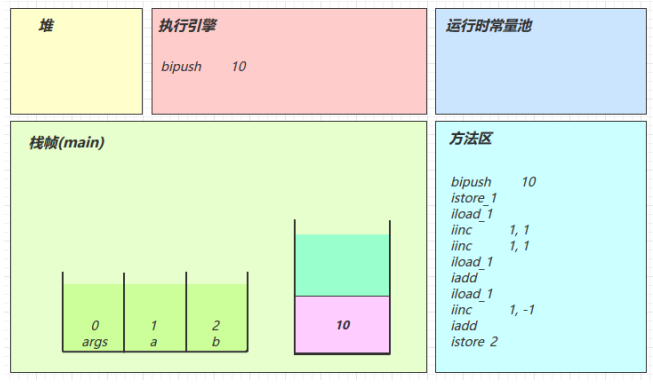 堆
执行引擎
bipush 10
运行时常量池
栈帧(main)
0 1 2
args a b
10
方法区
bipush 10
istore_1
iload_1
iinc 1, 1
iinc 1, 1
iload_1
iadd
iload_1
iinc 1, -1
iadd
istore 2